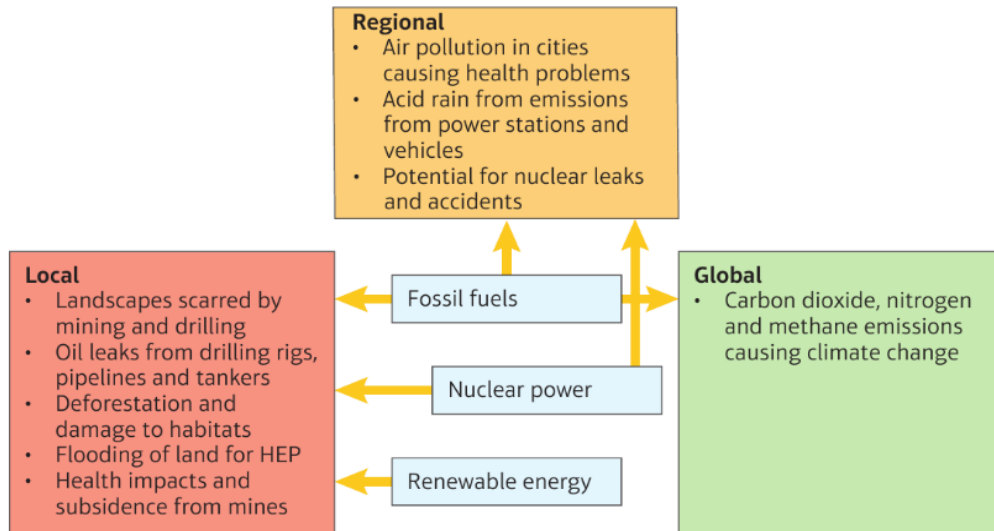 Regional
• Air pollution in cities
causing health problems
• Acid rain from emissions
from power stations and
vehicles
• Potential for nuclear leaks
and accidents
Local
• Landscapes scarred by
mining and drilling
• Oil leaks from drilling rigs,
pipelines and tankers
• Deforestation and
damage to habitats
• Flooding of land for HEP
• Health impacts and
subsidence from mines
Fossil fuels
Nuclear power
Renewable energy
Global
• Carbon dioxide, nitrogen
and methane emissions
causing climate change